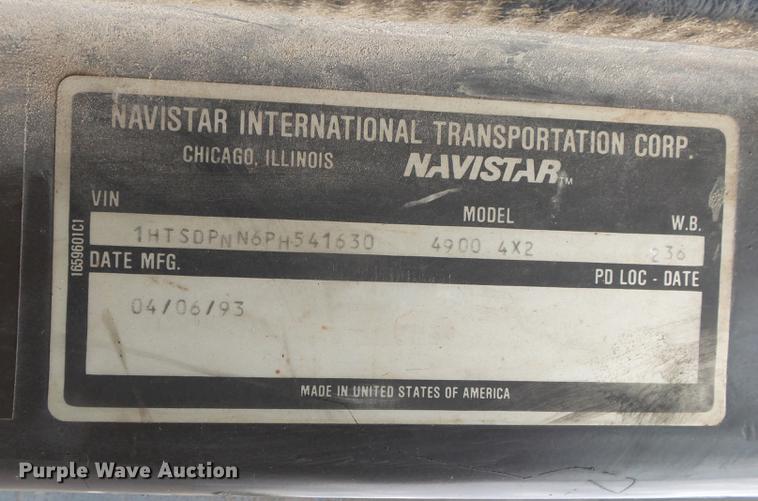 NAVISTAR INTERNATIONAL TRANSPORTATION CORP.
CHICAGO, ILLINOIS NAVISTAR™
VIN MODEL W.B.
1HTSDPNN6PH541630 4900 4X2 236
DATE MFG. PD LOC - DATE
04/06/93
MADE IN UNITED STATES OF AMERICA
1659601C1
Purple Wave Auction